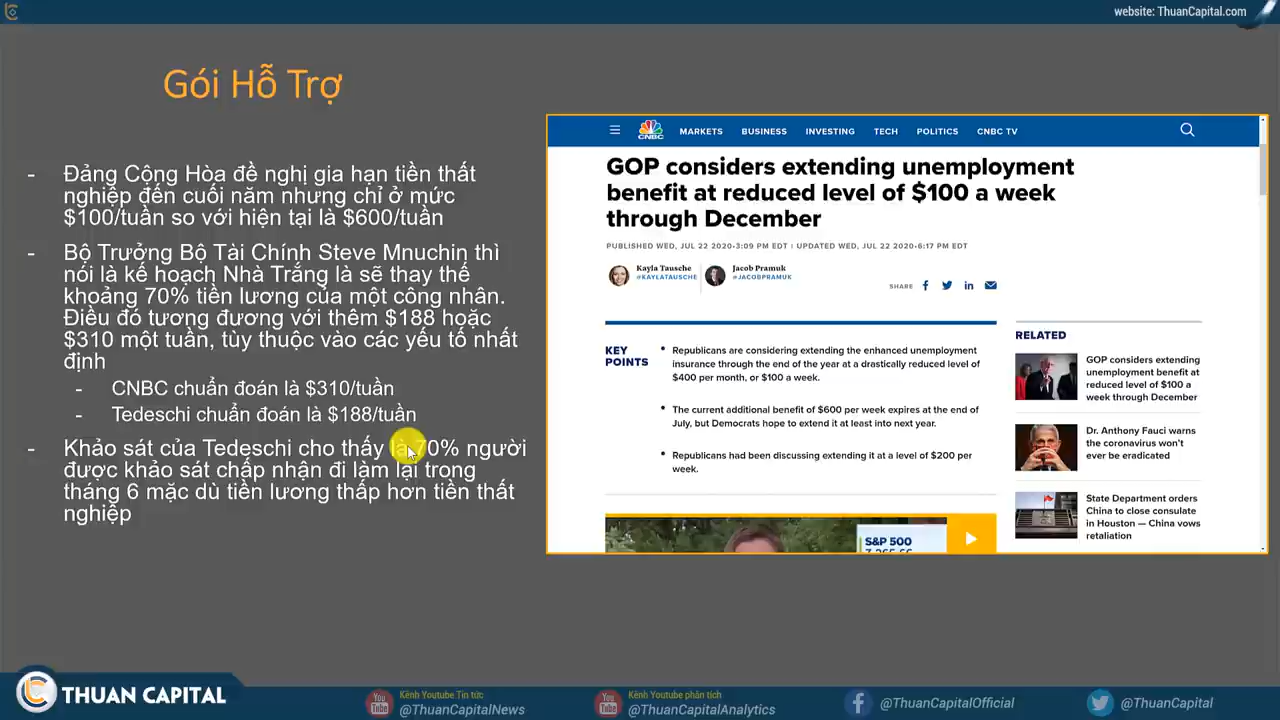 website: ThuanCapital.com
Gói Hỗ Trợ
- Đảng Cộng Hòa đề nghị gia hạn tiền thất
nghiệp đến cuối năm nhưng chỉ ở mức
$100/tuần so với hiện tại là $600/tuần
- Bộ Trưởng Bộ Tài Chính Steve Mnuchin thì
nói là kế hoạch Nhà Trắng là sẽ thay thế
khoảng 70% tiền lương của một công nhân.
Điều đó tương đương với thêm $188 hoặc
$310 một tuần, tùy thuộc vào các yếu tố nhất
định
- CNBC chuẩn đoán là $310/tuần
- Tedeschi chuẩn đoán là $188/tuần
- Khảo sát của Tedeschi cho thấy là 70% người
được khảo sát chấp nhận đi làm lại trong
tháng 6 mặc dù tiền lương thấp hơn tiền thất
nghiệp
CNBC
MARKETS BUSINESS INVESTING TECH POLITICS CNBC TV
GOP considers extending unemployment
benefit at reduced level of $100 a week
through December
PUBLISHED WED, JUL 22 2020•3:09 PM EDT | UPDATED WED, JUL 22 2020•6:17 PM EDT
Kayla Tausche
@KAYLATAUSCHE
Jacob Pramuk
@JACOBPRAMUK
SHARE
KEY
POINTS
• Republicans are considering extending the enhanced unemployment
insurance through the end of the year at a drastically reduced level of
$400 per month, or $100 a week.
• The current additional benefit of $600 per week expires at the end of
July, but Democrats hope to extend it at least into next year.
• Republicans had been discussing extending it at a level of $200 per
week.
S&P 500
RELATED
GOP considers extending
unemployment benefit at
reduced level of $100 a
week through December
Dr. Anthony Fauci warns
the coronavirus won't
ever be eradicated
State Department orders
China to close consulate
in Houston — China vows
retaliation
THUAN CAPITAL
You
Tube
Kênh Youtube Tin tức
@ThuanCapitalNews
You
Tube
Kênh Youtube phân tích
@ThuanCapitalAnalytics
@ThuanCapitalOfficial
@ThuanCapital